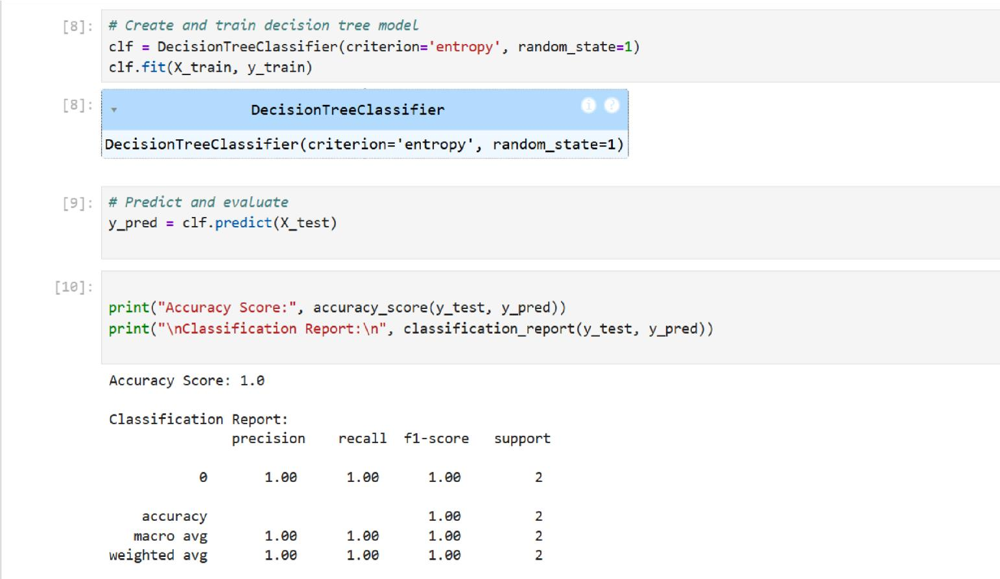 [8]: # Create and train decision tree model
clf = DecisionTreeClassifier(criterion='entropy', random_state=1)
clf.fit(X_train, y_train)
[8]: DecisionTreeClassifier i ?
DecisionTreeClassifier(criterion='entropy', random_state=1)
[9]: # Predict and evaluate
y_pred = clf.predict(X_test)
[10]:
print("Accuracy Score:", accuracy_score(y_test, y_pred))
print("\nClassification Report:\n", classification_report(y_test, y_pred))
Accuracy Score: 1.0
Classification Report:
precision recall f1-score support
0 1.00 1.00 1.00 2
accuracy 1.00 2
macro avg 1.00 1.00 1.00 2
weighted avg 1.00 1.00 1.00 2